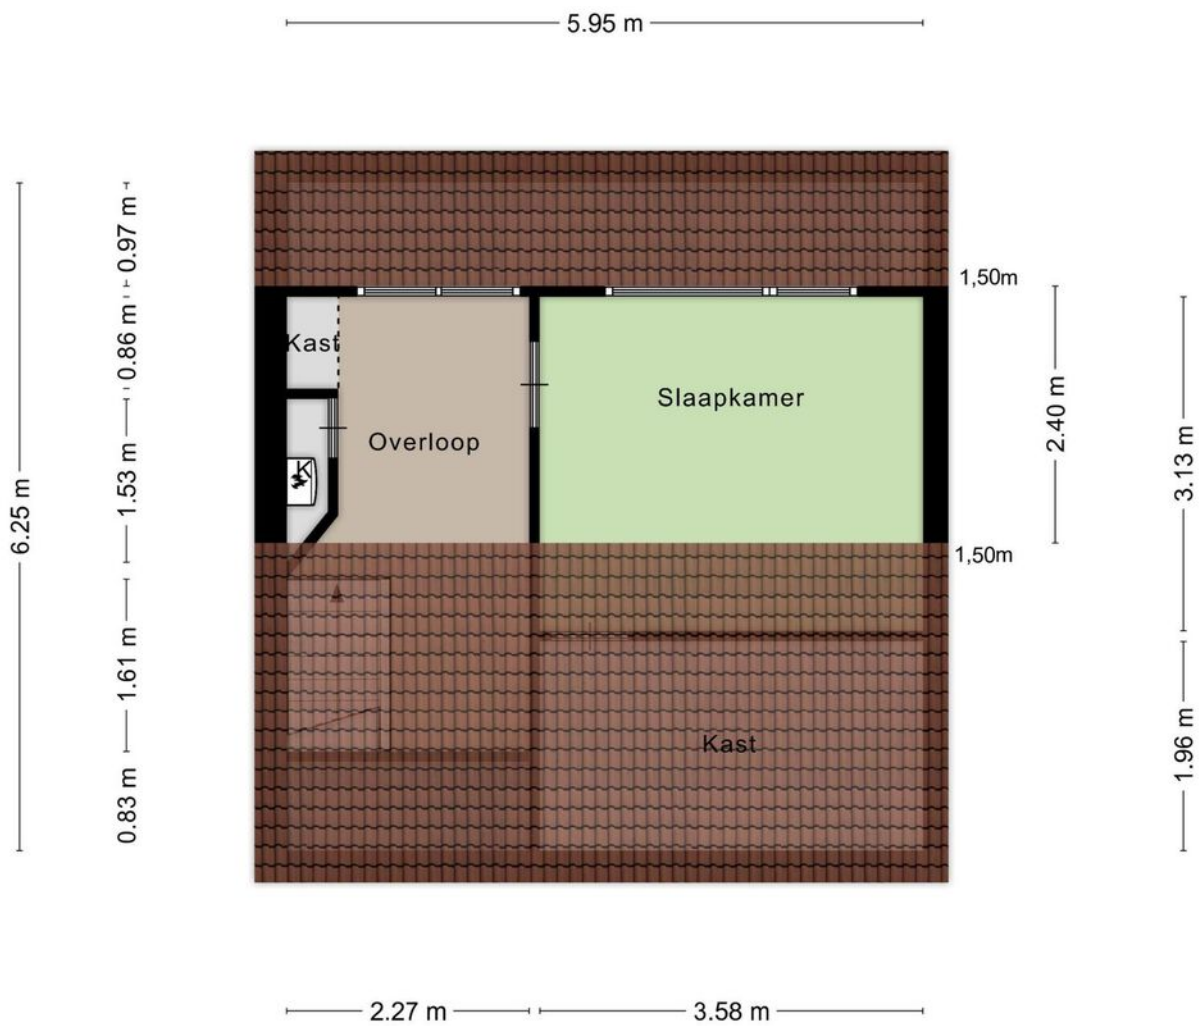 5.95 m
0.97 m
1,50m
0.86 m
Kast
2.40 m
Slaapkamer
3.13 m
Overloop
1.53 m
6.25 m
1,50m
1.61 m
Kast
1.96 m
0.83 m
2.27 m
3.58 m